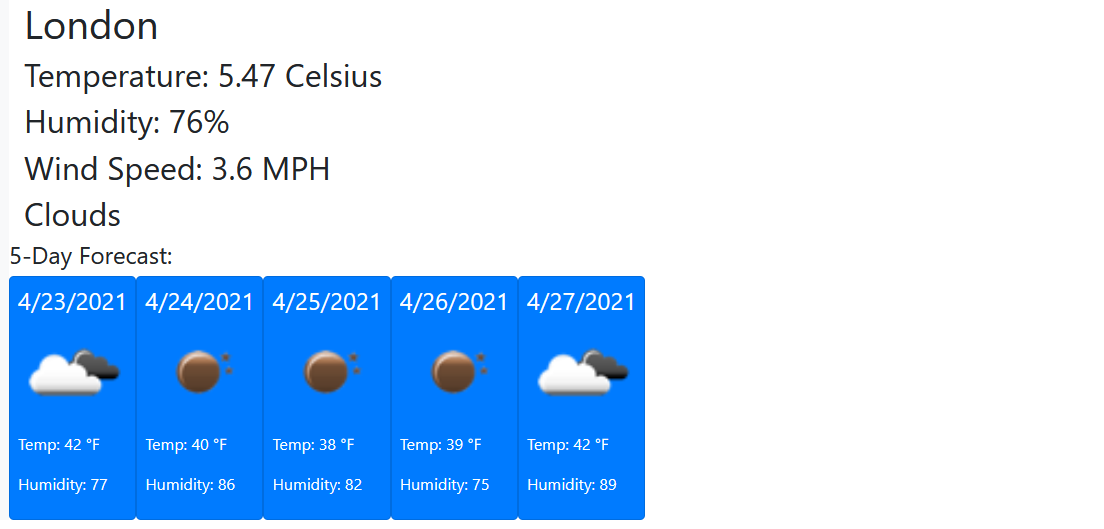 London
Temperature: 5.47 Celsius
Humidity: 76%
Wind Speed: 3.6 MPH
Clouds
5-Day Forecast:
4/23/2021 4/24/2021 4/25/2021 4/26/2021 4/27/2021
Temp: 42 °F Temp: 40 °F Temp: 38 °F Temp: 39 °F Temp: 42 °F
Humidity: 77 Humidity: 86 Humidity: 82 Humidity: 75 Humidity: 89